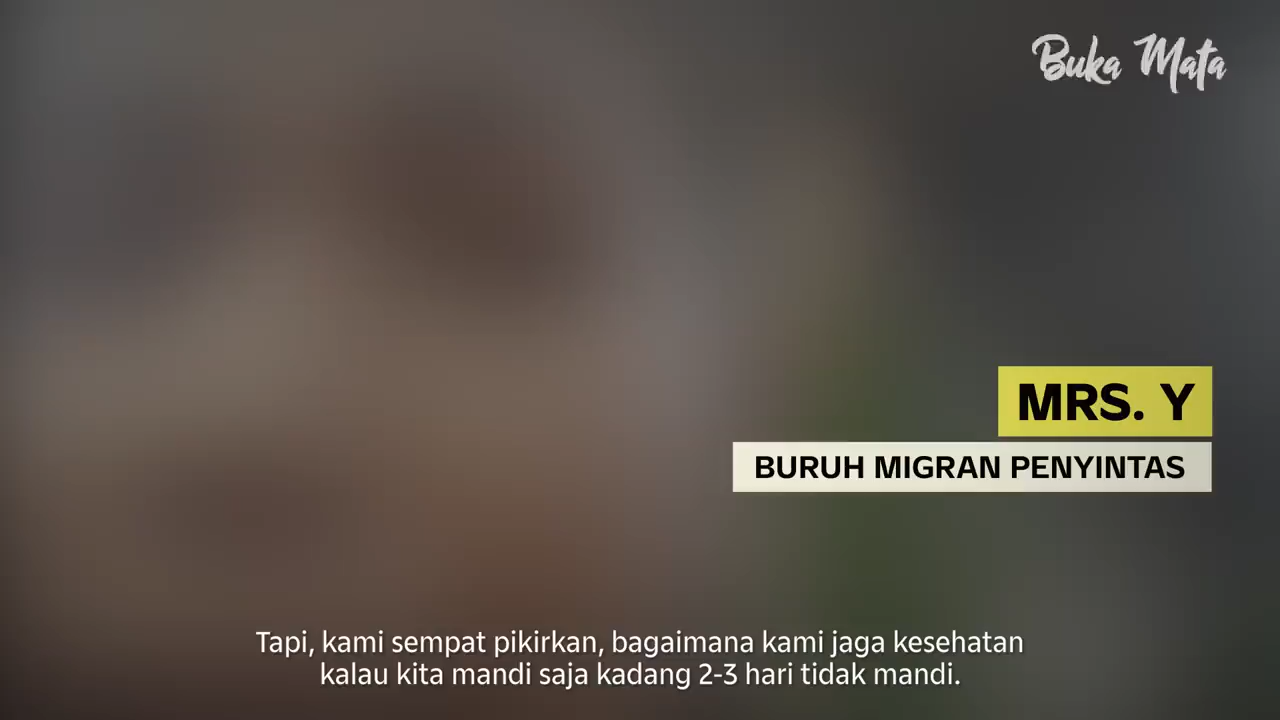 Buka Mata
MRS. Y
BURUH MIGRAN PENYINTAS
Tapi, kami sempat pikirkan, bagaimana kami jaga kesehatan
kalau kita mandi saja kadang 2-3 hari tidak mandi.